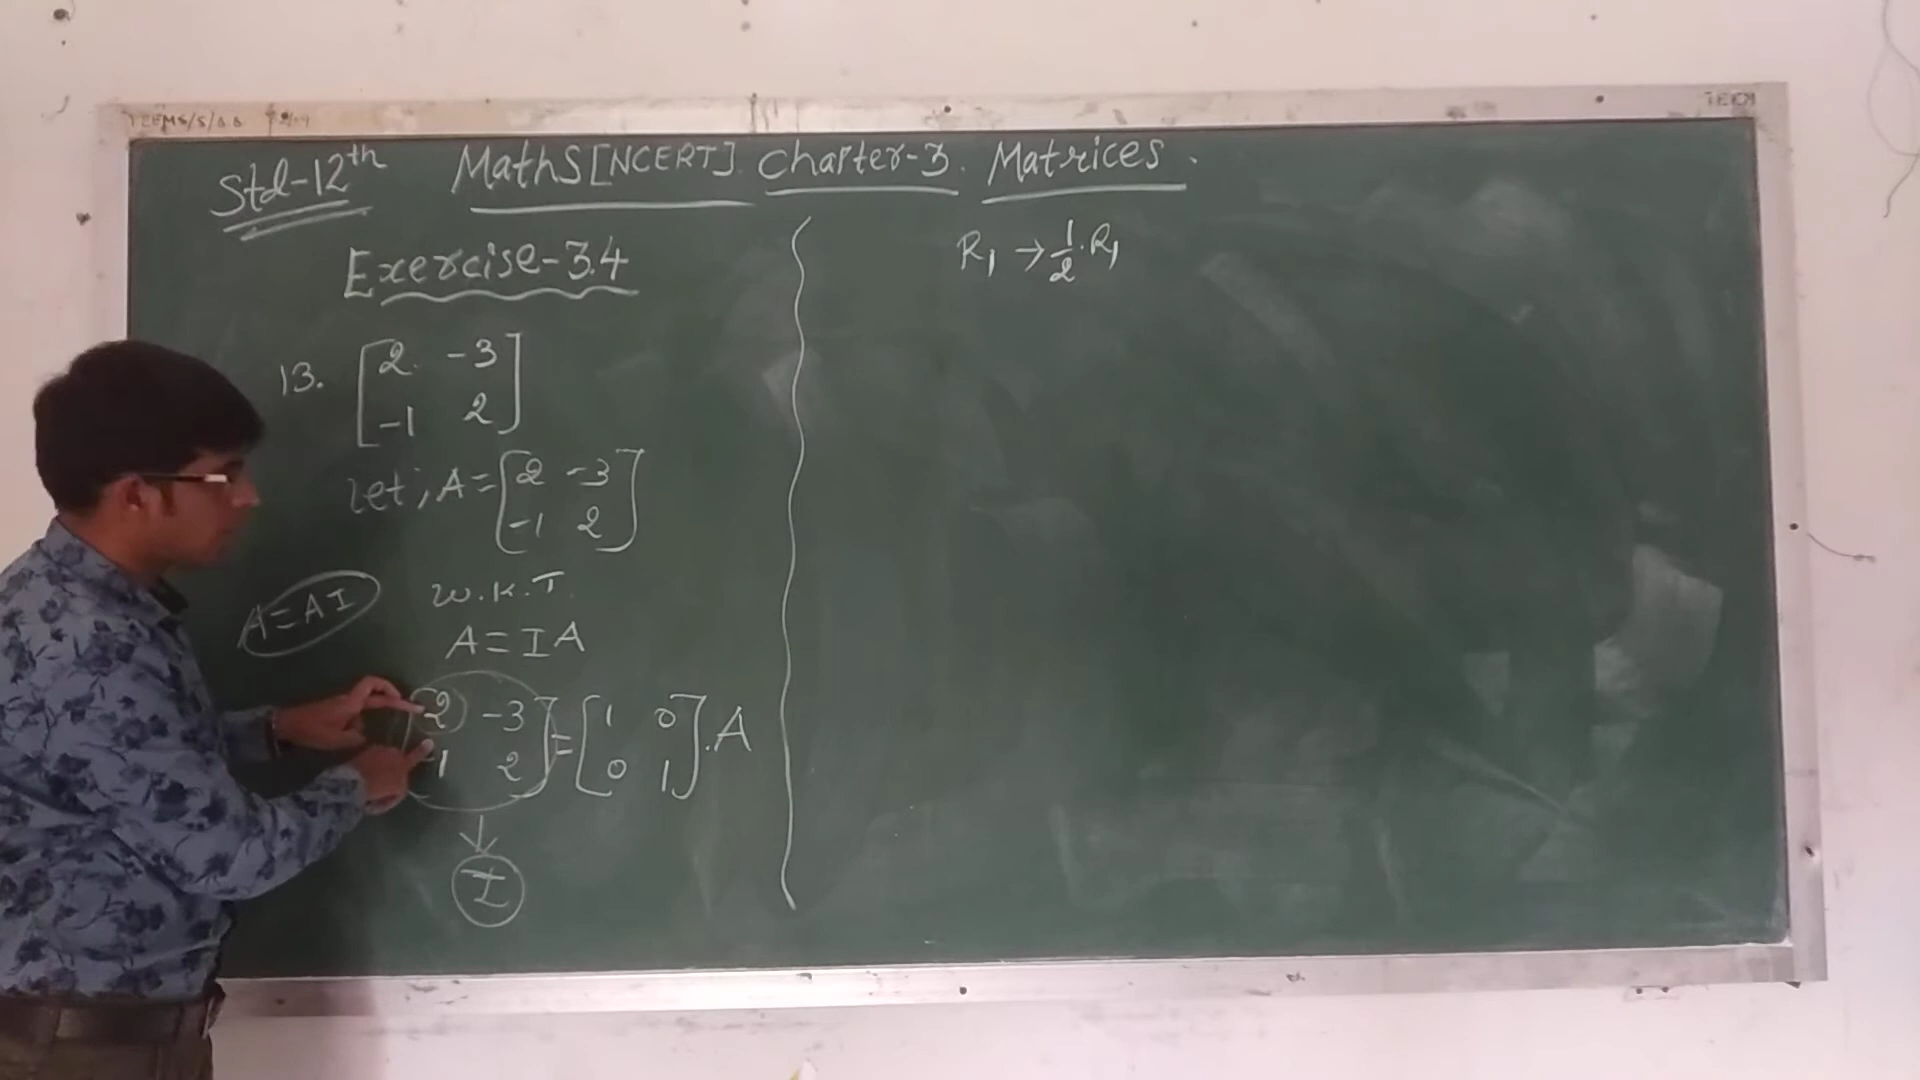 Std-12th Maths [NCERT]. Chapter-3. Matrices.
Exercise-3.4
13. [2 -3
-1 2]
Let, A = [2 -3
-1 2]
W.K.T.
A = AI
A = IA
[2 -3 = [1 0
-1 2] 0 1].A
↓
I
R₁ → 1/2 . R₁